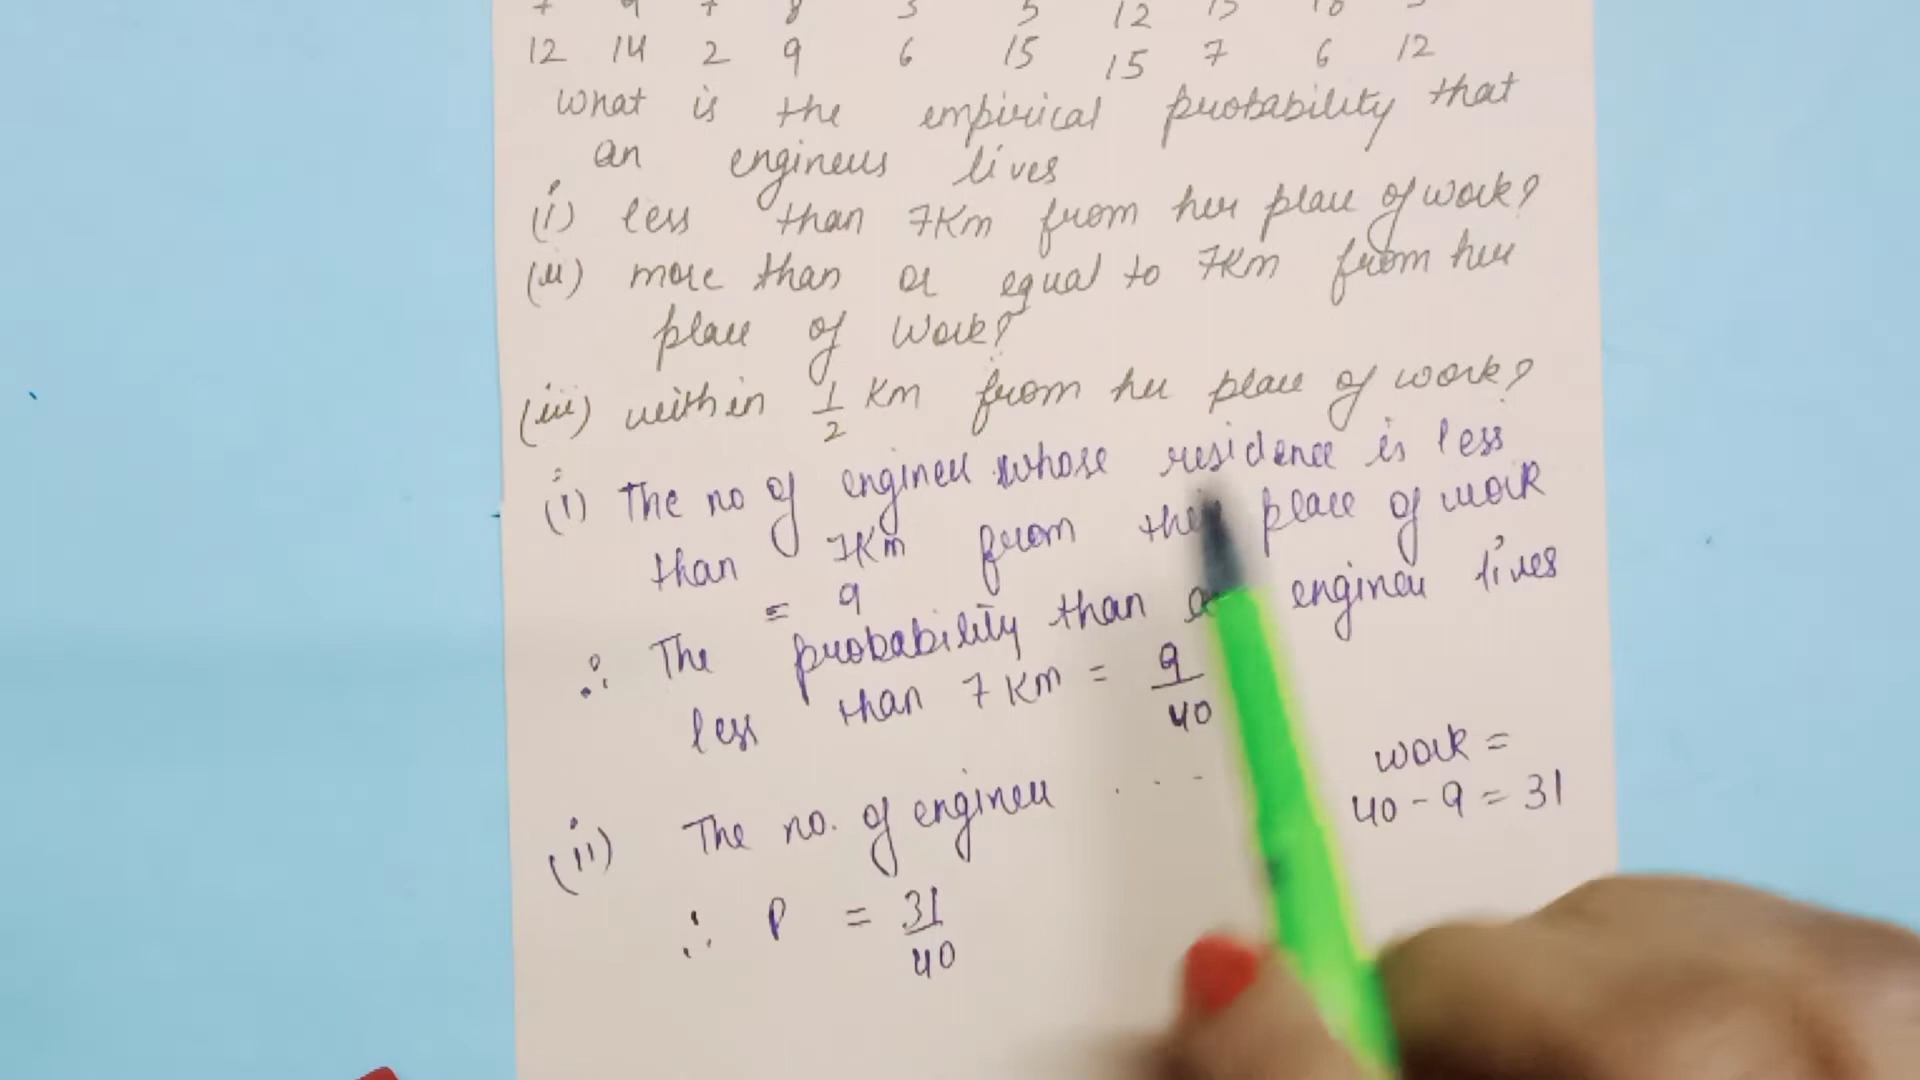 12
12 14 2 9 6 15 15 7 6 12
what is the empirical probability that
an engineers lives
(i) less than 7Km from her place of work?
(ii) more than or equal to 7Km from her
place of work?
(iii) within 1/2 Km from her place of work?
(i) The no of engineer whose residence is less
than 7Km from place of work
= 9
∴ The probability than engineer lives
less than 7 Km = 9/40
(ii) The no. of engineer .... work =
40 - 9 = 31
∴ P = 31/40